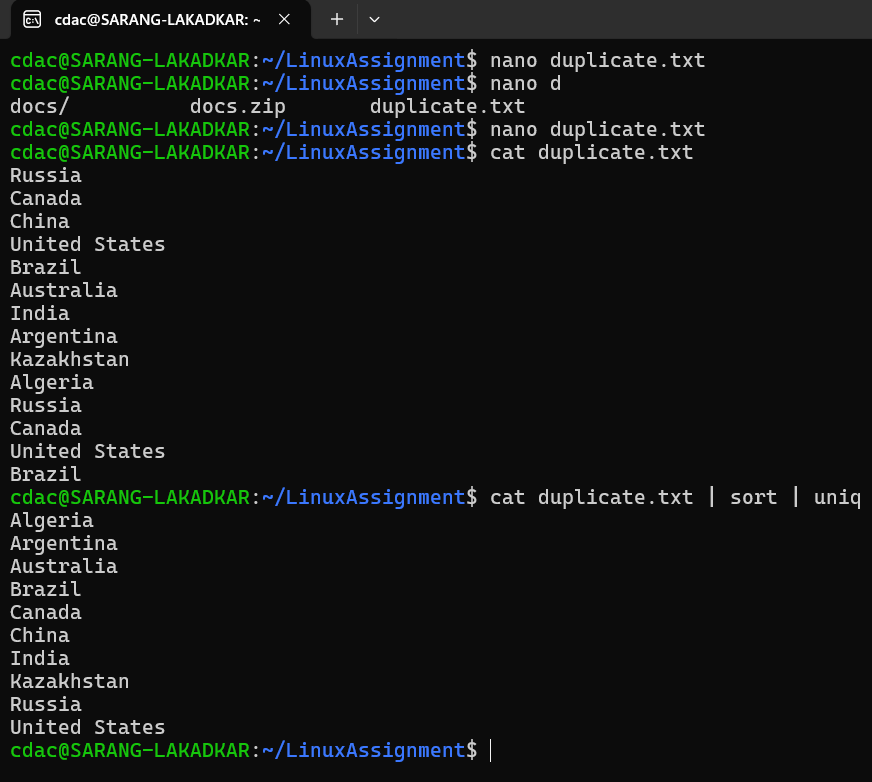 cdac@SARANG-LAKADKAR: ~
cdac@SARANG-LAKADKAR:~/LinuxAssignment$ nano duplicate.txt
cdac@SARANG-LAKADKAR:~/LinuxAssignment$ nano d
docs/          docs.zip       duplicate.txt
cdac@SARANG-LAKADKAR:~/LinuxAssignment$ nano duplicate.txt
cdac@SARANG-LAKADKAR:~/LinuxAssignment$ cat duplicate.txt
Russia
Canada
China
United States
Brazil
Australia
India
Argentina
Kazakhstan
Algeria
Russia
Canada
United States
Brazil
cdac@SARANG-LAKADKAR:~/LinuxAssignment$ cat duplicate.txt | sort | uniq
Algeria
Argentina
Australia
Brazil
Canada
China
India
Kazakhstan
Russia
United States
cdac@SARANG-LAKADKAR:~/LinuxAssignment$